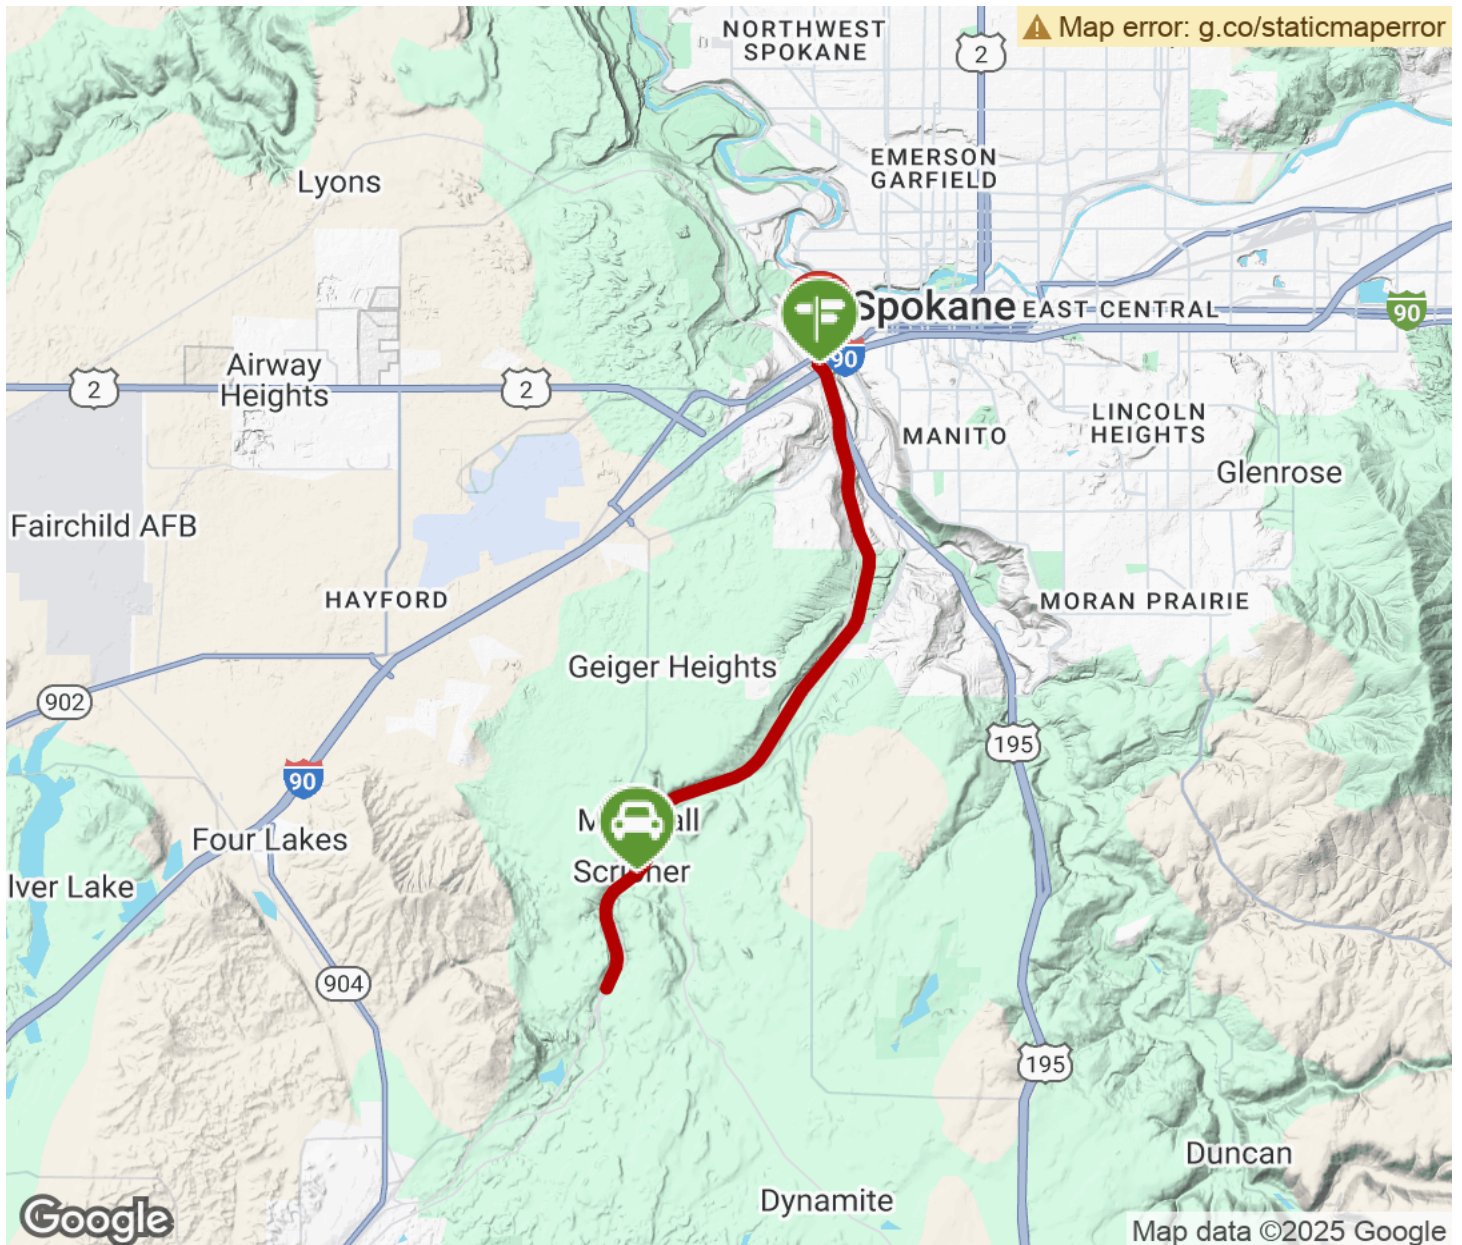 NORTHWEST
SPOKANE
2
Map error: g.co/staticmaperror
EMERSON
GARFIELD
Lyons
Spokane
EAST CENTRAL
90
90
Airway
Heights
2
2
MANITO
LINCOLN
HEIGHTS
Glenrose
Fairchild AFB
HAYFORD
MORAN PRAIRIE
Geiger Heights
902
195
90
Four Lakes
lver Lake
904
195
Duncan
Dynamite
Google
Map data ©2025 Google